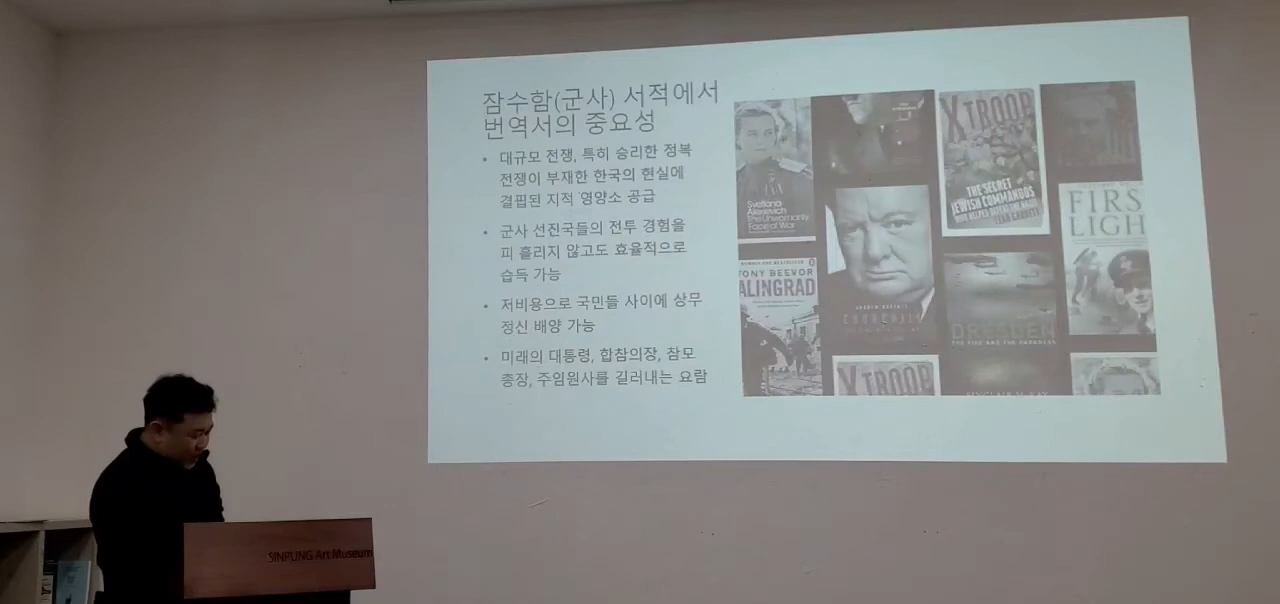 잠수함(군사) 서적에서
번역서의 중요성
• 대규모 전쟁, 특히 승리한 정복
전쟁이 부재한 한국의 현실에
결핍된 지적 영양소 공급
• 군사 선진국들의 전투 경험을
피 흘리지 않고도 효율적으로
습득 가능
• 저비용으로 국민들 사이에 상무
정신 배양 가능
• 미래의 대통령, 합참의장, 참모
총장, 주임원사를 길러내는 요람
Svetlana
Alexievich
The Unwomanly
Face of War
TONY BEEVOR
ALINGRAD
CHURCHILL
X TROOP
THE SECRET
JEWISH COMMANDOS
DRESDEN
THE FIRE AND THE DARKNESS
FIRS
LIGH
X TROOP
SINPUNG Art Museum